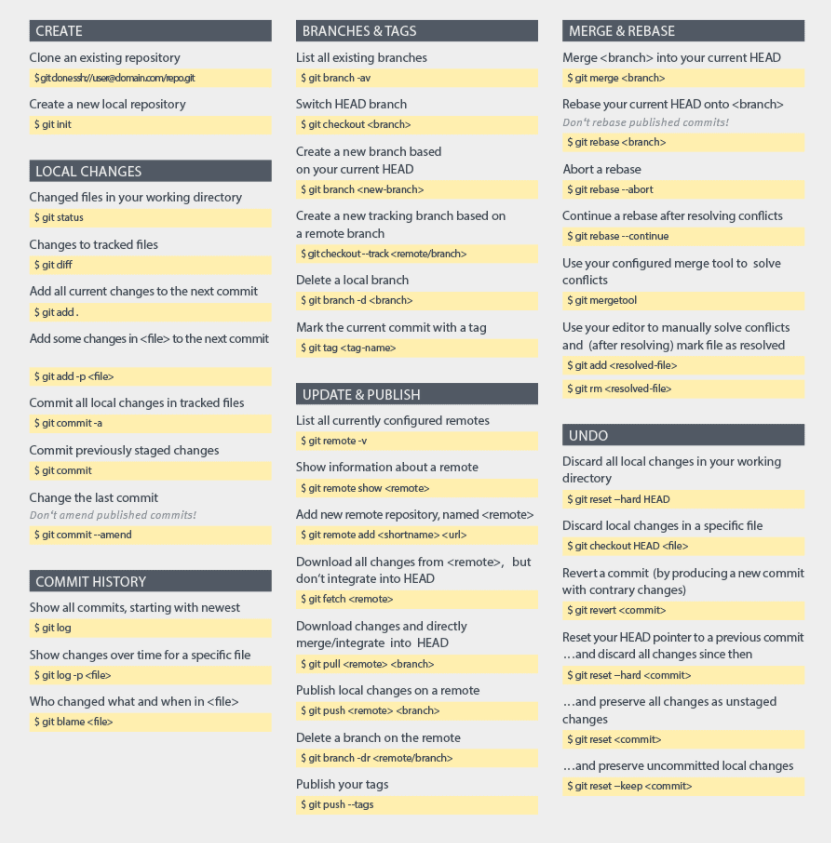 CREATE
Clone an existing repository
$ git clone ssh://user@domain.com/repo.git
Create a new local repository
$ git init
LOCAL CHANGES
Changed files in your working directory
$ git status
Changes to tracked files
$ git diff
Add all current changes to the next commit
$ git add .
Add some changes in <file> to the next commit
$ git add -p <file>
Commit all local changes in tracked files
$ git commit -a
Commit previously staged changes
$ git commit
Change the last commit
Don't amend published commits!
$ git commit --amend
COMMIT HISTORY
Show all commits, starting with newest
$ git log
Show changes over time for a specific file
$ git log -p <file>
Who changed what and when in <file>
$ git blame <file>
BRANCHES & TAGS
List all existing branches
$ git branch -av
Switch HEAD branch
$ git checkout <branch>
Create a new branch based
on your current HEAD
$ git branch <new-branch>
Create a new tracking branch based on
a remote branch
$ git checkout --track <remote/branch>
Delete a local branch
$ git branch -d <branch>
Mark the current commit with a tag
$ git tag <tag-name>
UPDATE & PUBLISH
List all currently configured remotes
$ git remote -v
Show information about a remote
$ git remote show <remote>
Add new remote repository, named <remote>
$ git remote add <shortname> <url>
Download all changes from <remote>, but
don't integrate into HEAD
$ git fetch <remote>
Download changes and directly
merge/integrate into HEAD
$ git pull <remote> <branch>
Publish local changes on a remote
$ git push <remote> <branch>
Delete a branch on the remote
$ git branch -dr <remote/branch>
Publish your tags
$ git push --tags
MERGE & REBASE
Merge <branch> into your current HEAD
$ git merge <branch>
Rebase your current HEAD onto <branch>
Don't rebase published commits!
$ git rebase <branch>
Abort a rebase
$ git rebase --abort
Continue a rebase after resolving conflicts
$ git rebase --continue
Use your configured merge tool to solve
conflicts
$ git mergetool
Use your editor to manually solve conflicts
and (after resolving) mark file as resolved
$ git add <resolved-file>
$ git rm <resolved-file>
UNDO
Discard all local changes in your working
directory
$ git reset --hard HEAD
Discard local changes in a specific file
$ git checkout HEAD <file>
Revert a commit (by producing a new commit
with contrary changes)
$ git revert <commit>
Reset your HEAD pointer to a previous commit
…and discard all changes since then
$ git reset --hard <commit>
…and preserve all changes as unstaged
changes
$ git reset <commit>
…and preserve uncommitted local changes
$ git reset --keep <commit>